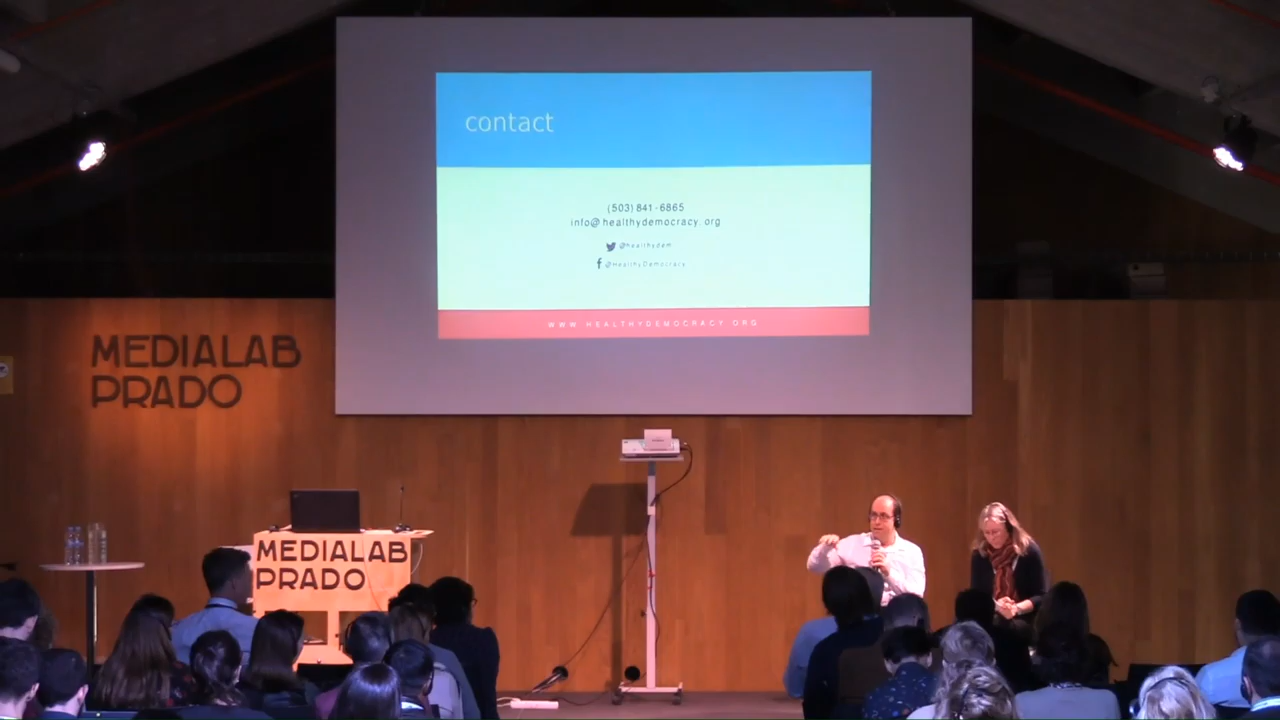 contact
(503) 841-6865
info@healthydemocracy.org
@healthydem
@HealthyDemocracy
WWW.HEALTHYDEMOCRACY.ORG
MEDIALAB
PRADO
MEDIALAB
PRADO